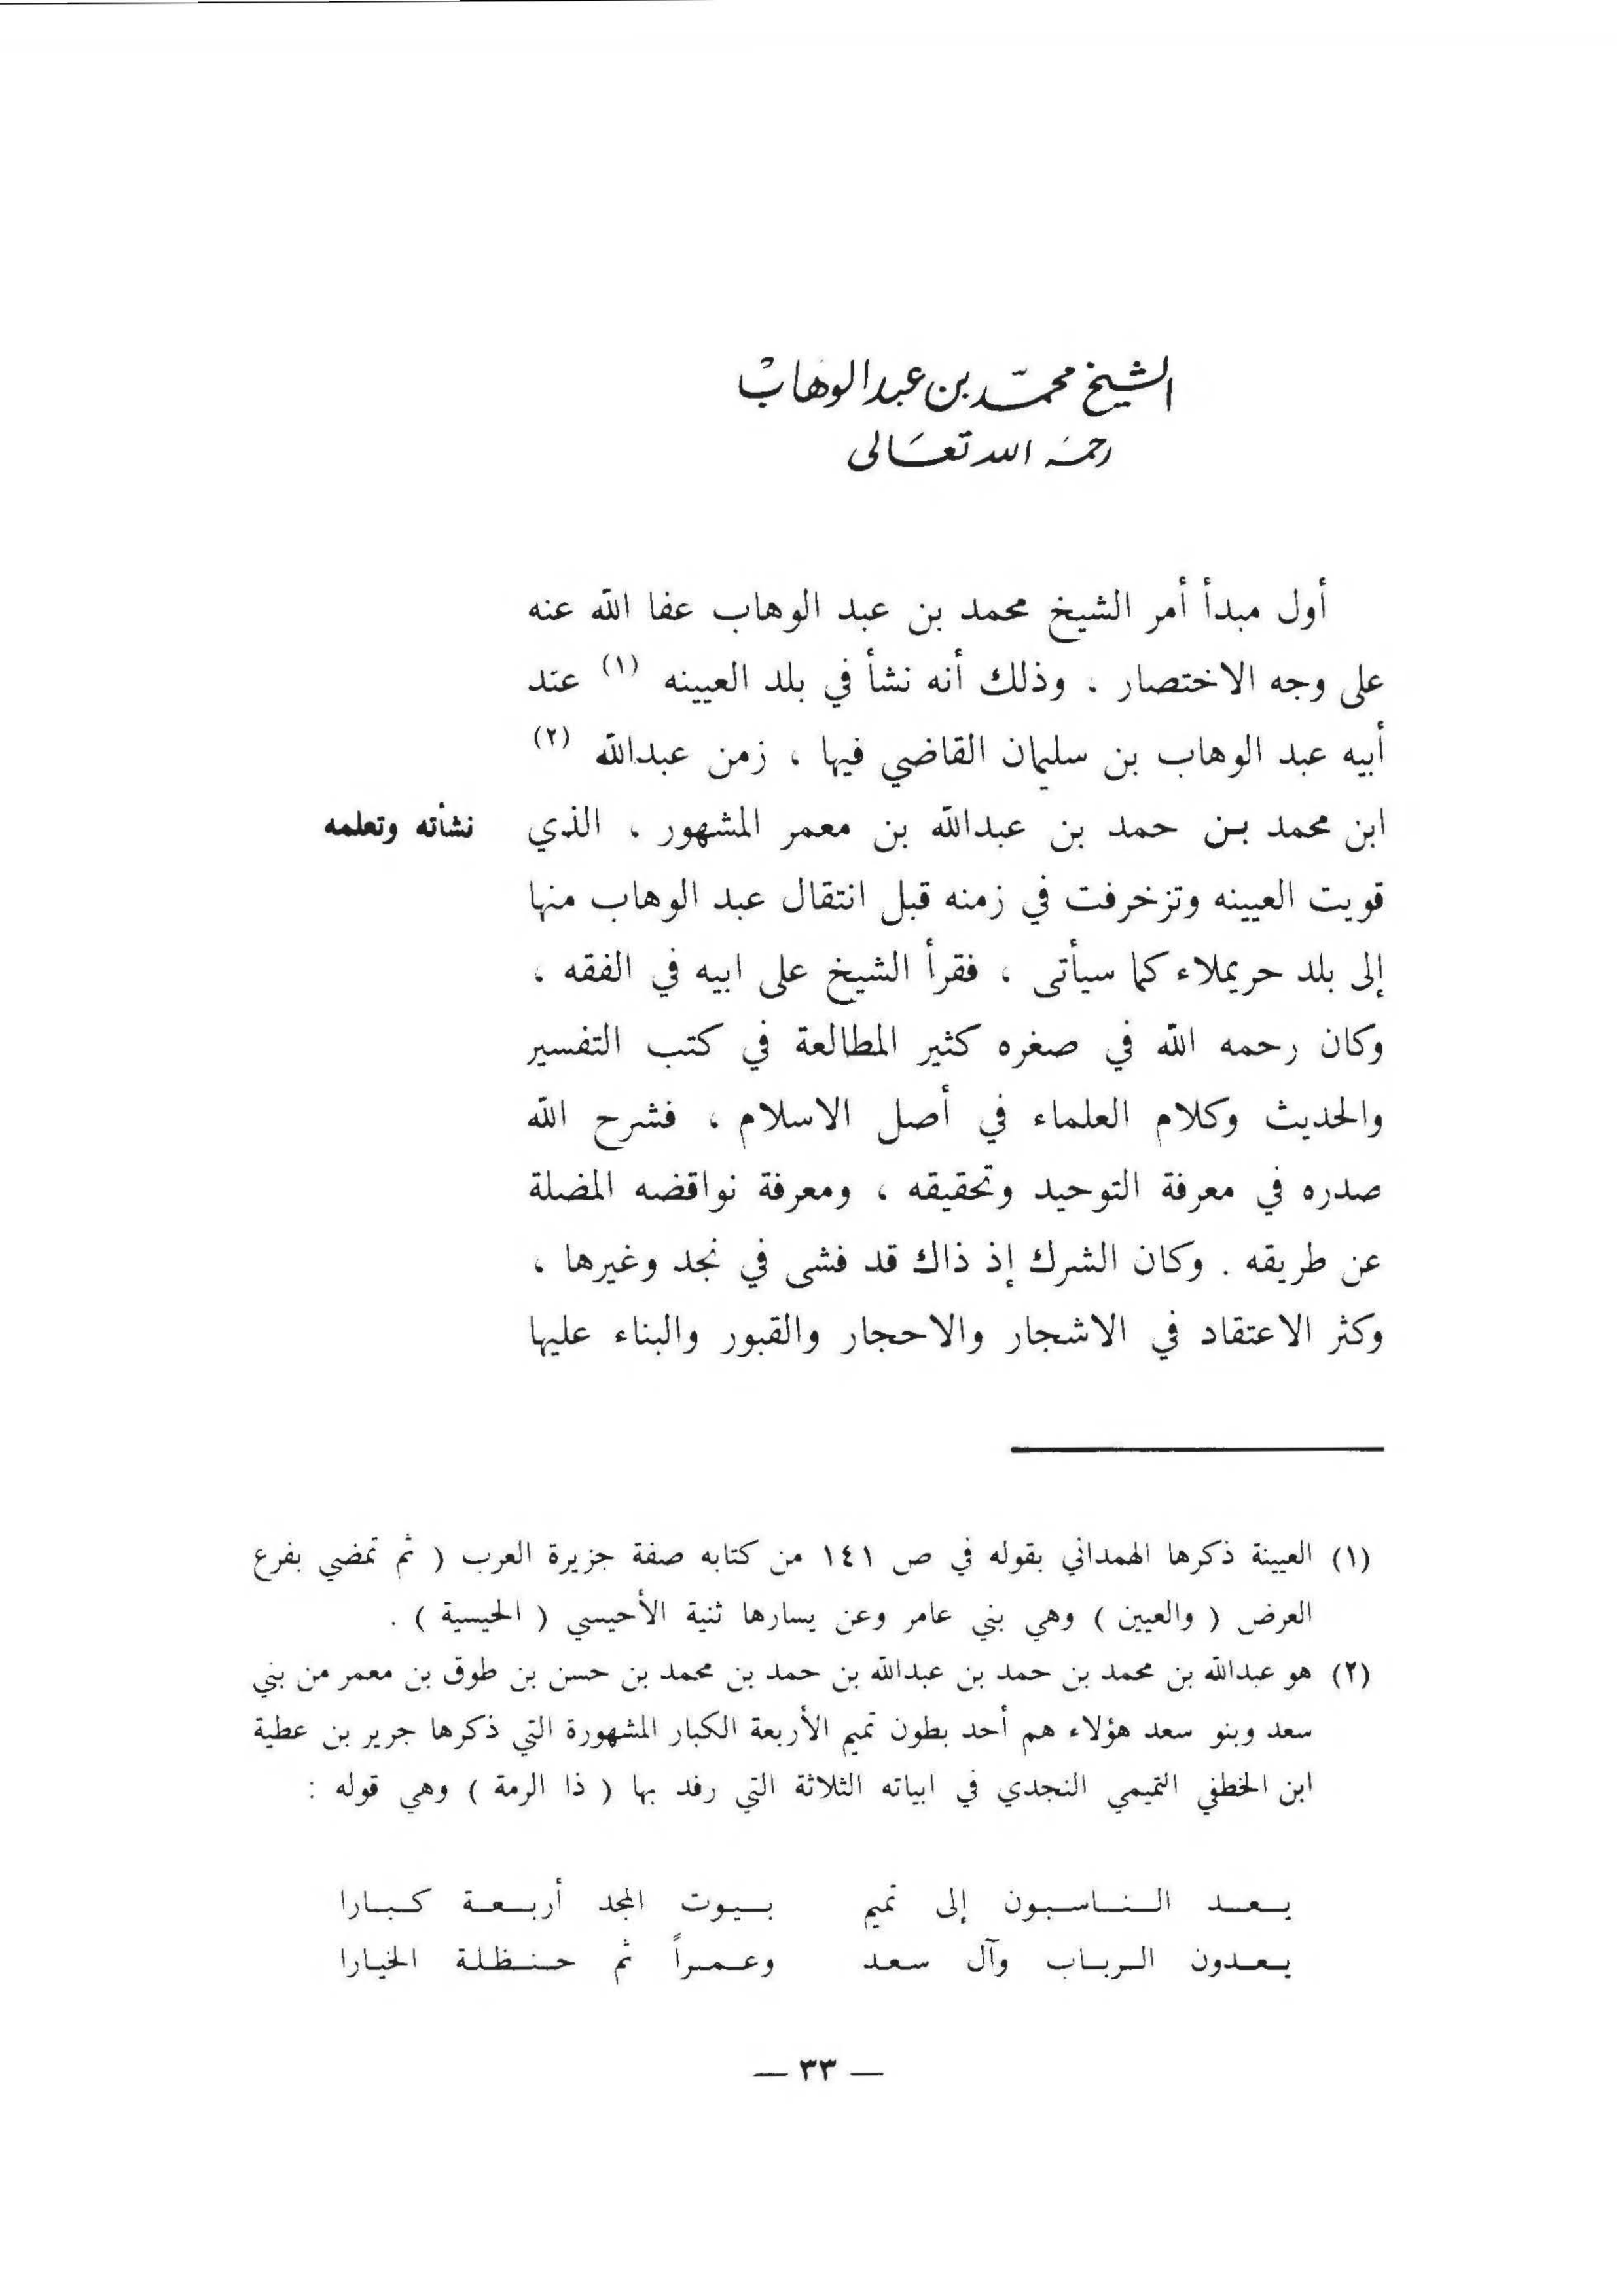 الشيخ محمّد بن عبد الوهابْ
رحمَه الله تعَالى
أول مبدأ أمر الشيخ محمد بن عبد الوهاب عفا الله عنه
على وجه الاختصار ، وذلك أنه نشأ في بلد العيينه (١) عند
أبيه عبد الوهاب بن سليمان القاضي فيها ، زمن عبدالله (٢)
ابن محمد بن حمد بن عبدالله بن معمر المشهور ، الذي
نشأته وتعلمه
قويت العيينه وتزخرفت في زمنه قبل انتقال عبد الوهاب منها
إلى بلد حريملاء كما سيأتى ، فقرأ الشيخ على ابيه في الفقه ،
وكان رحمه الله في صغره كثير المطالعة في كتب التفسير
والحديث وكلام العلماء في أصل الاسلام ، فشرح الله
صدره في معرفة التوحيد وتحقيقه ، ومعرفة نواقضه المضلة
عن طريقه . وكان الشرك إذ ذاك قد فشى في نجد وغيرها ،
وكثر الاعتقاد في الاشجار والاحجار والقبور والبناء عليها
(١) العيينة ذكرها الهمداني بقوله في ص ١٤١ من كتابه صفة جزيرة العرب ( ثم تمضي بفرع
العرض ( والعيين ) وهي بني عامر وعن يسارها ثنية الأحيسي ( الحيسية ) .
(٢) هو عبدالله بن محمد بن حمد بن عبدالله بن حمد بن محمد بن حسن بن طوق بن معمر من بني
سعد وبنو سعد هؤلاء هم أحد بطون تميم الأربعة الكبار المشهورة التي ذكرها جرير بن عطية
ابن الخطفي التميمي النجدي في ابياته الثلاثة التي رفد بها ( ذا الرمة ) وهي قوله :
يعد الناسبون إلى تميم بيوت المجد أربعة كبارا
يعدون الرباب وآل سعد وعمراً ثم حنظلة الخيارا
— ٣٣ —